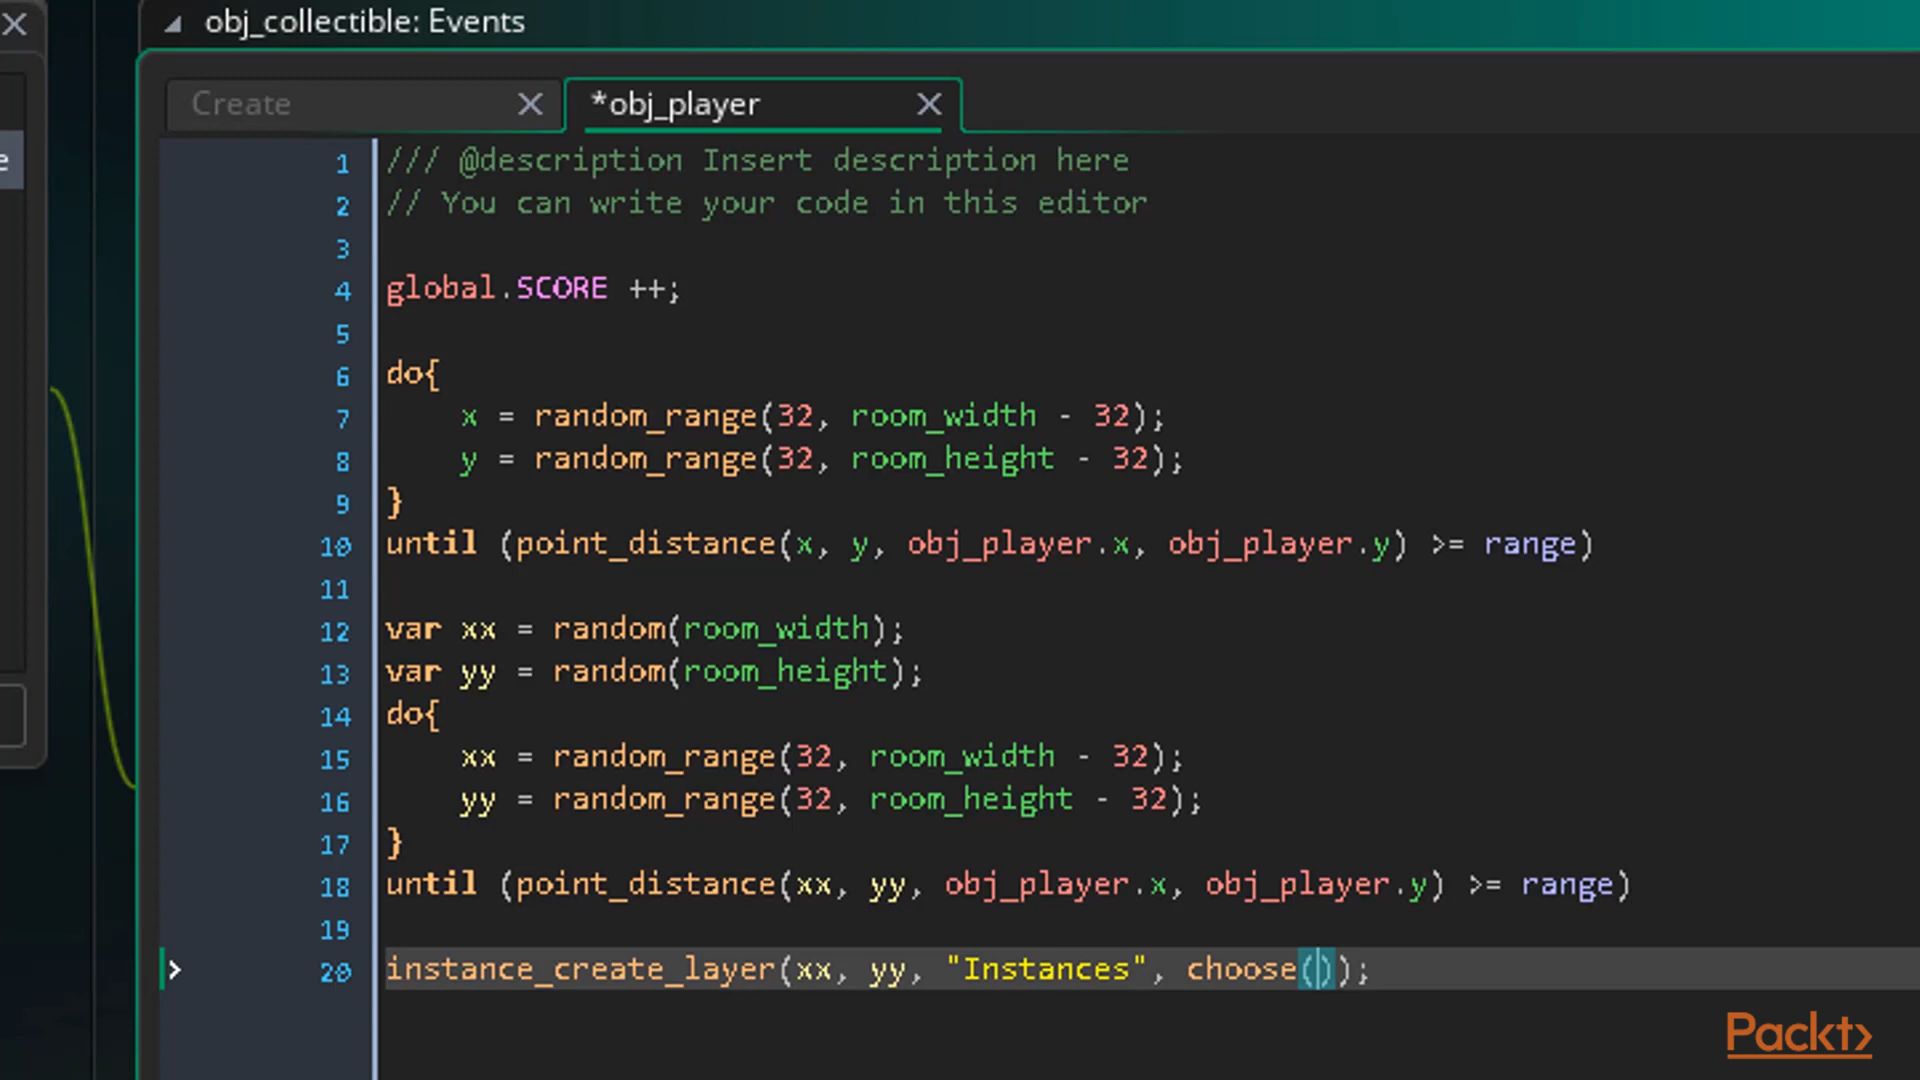 obj_collectible: Events
Create
*obj_player
e
1 /// @description Insert description here
2 // You can write your code in this editor
3
4 global.SCORE ++;
5
6 do{
7 x = random_range(32, room_width - 32);
8 y = random_range(32, room_height - 32);
9 }
10 until (point_distance(x, y, obj_player.x, obj_player.y) >= range)
11
12 var xx = random(room_width);
13 var yy = random(room_height);
14 do{
15 xx = random_range(32, room_width - 32);
16 yy = random_range(32, room_height - 32);
17 }
18 until (point_distance(xx, yy, obj_player.x, obj_player.y) >= range)
19
20 instance_create_layer(xx, yy, "Instances", choose());
Packt>